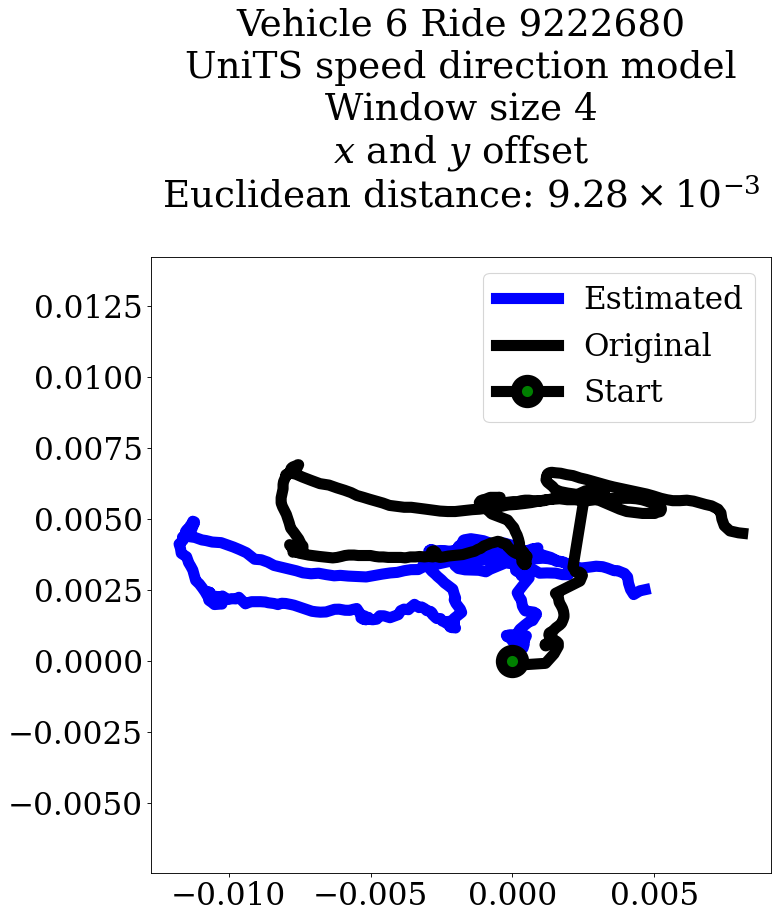 Vehicle 6 Ride 9222680
UniTS speed direction model
Window size 4
x and y offset
Euclidean distance: 9.28 × 10⁻³
Estimated
Original
Start
0.0125
0.0100
0.0075
0.0050
0.0025
0.0000
−0.0025
−0.0050
−0.010 −0.005 0.000 0.005